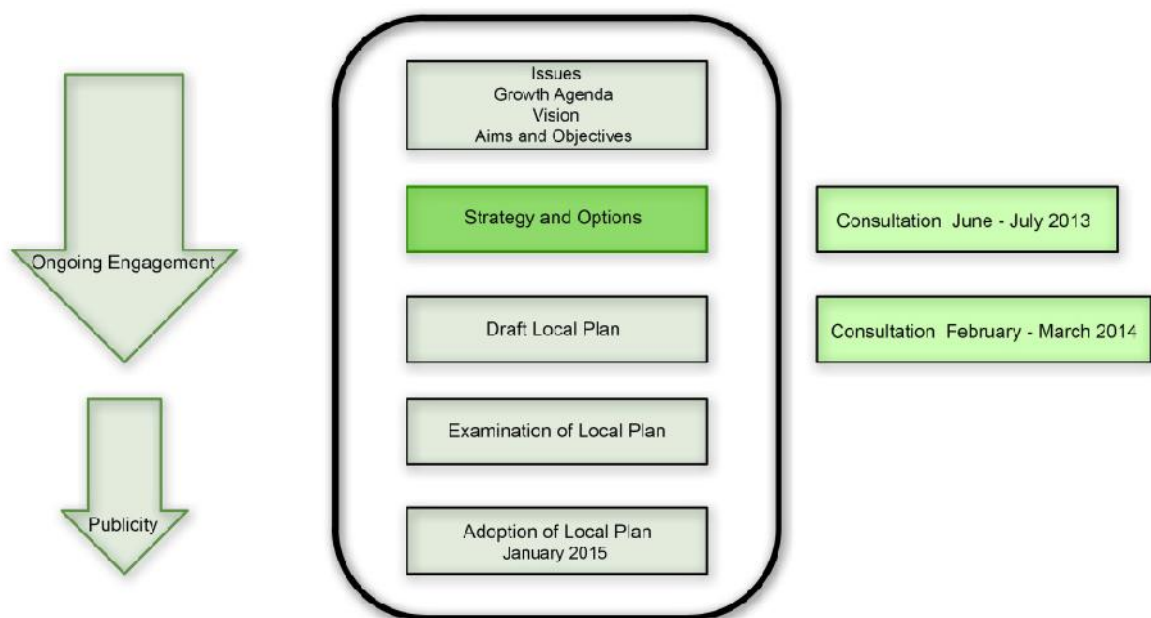 Issues
Growth Agenda
Vision
Aims and Objectives
Strategy and Options
Consultation June - July 2013
Ongoing Engagement
Draft Local Plan
Consultation February - March 2014
Examination of Local Plan
Publicity
Adoption of Local Plan
January 2015